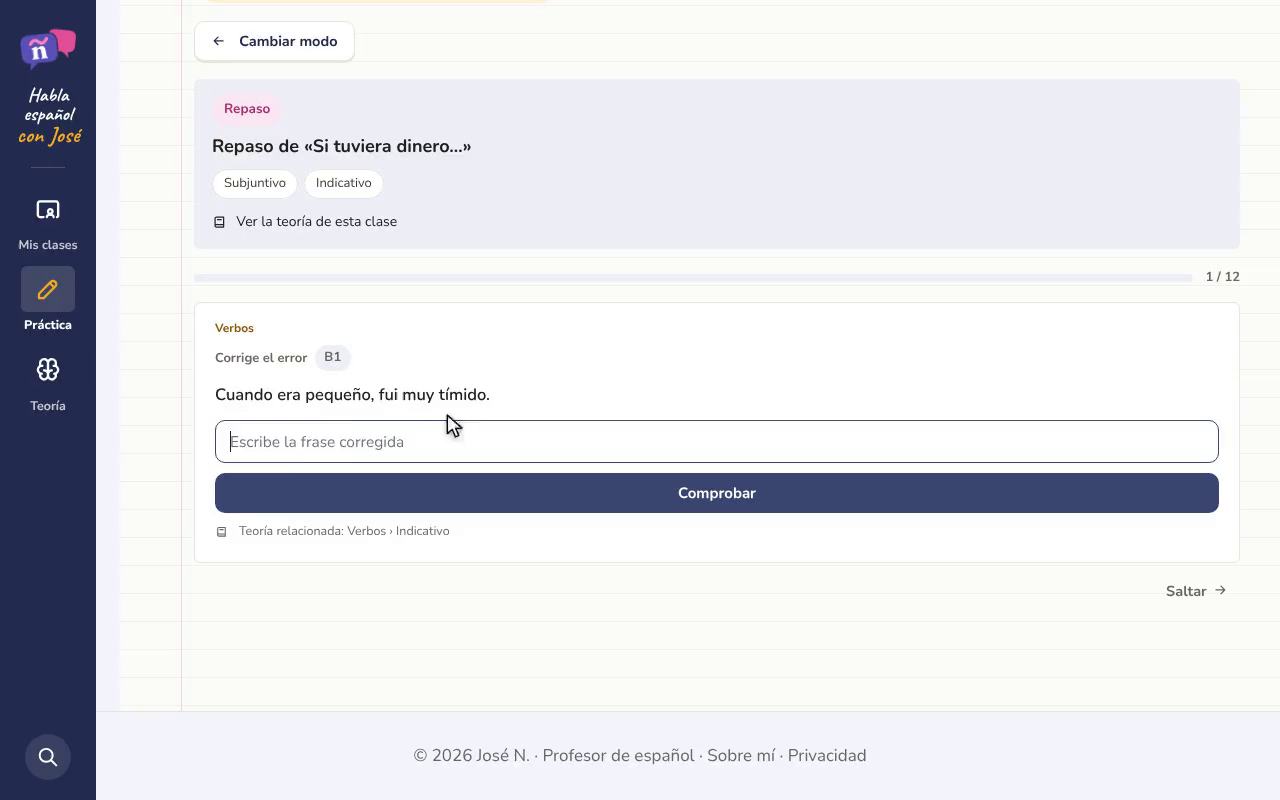 ñ
Habla
español
con José
Mis clases
Práctica
Teoría
← Cambiar modo
Repaso
Repaso de «Si tuviera dinero...»
Subjuntivo Indicativo
Ver la teoría de esta clase
1 / 12
Verbos
Corrige el error B1
Cuando era pequeño, fui muy tímido.
Escribe la frase corregida
Comprobar
Teoría relacionada: Verbos › Indicativo
Saltar →
© 2026 José N. · Profesor de español · Sobre mí · Privacidad